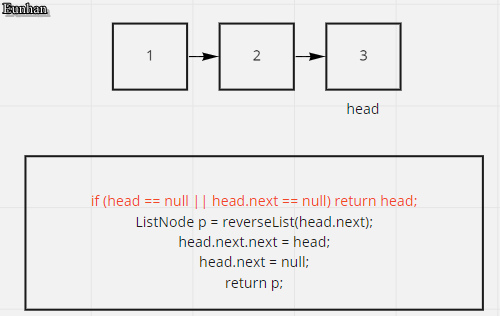 Eunhan
1
2
3
head
if (head == null || head.next == null) return head;
ListNode p = reverseList(head.next);
head.next.next = head;
head.next = null;
return p;